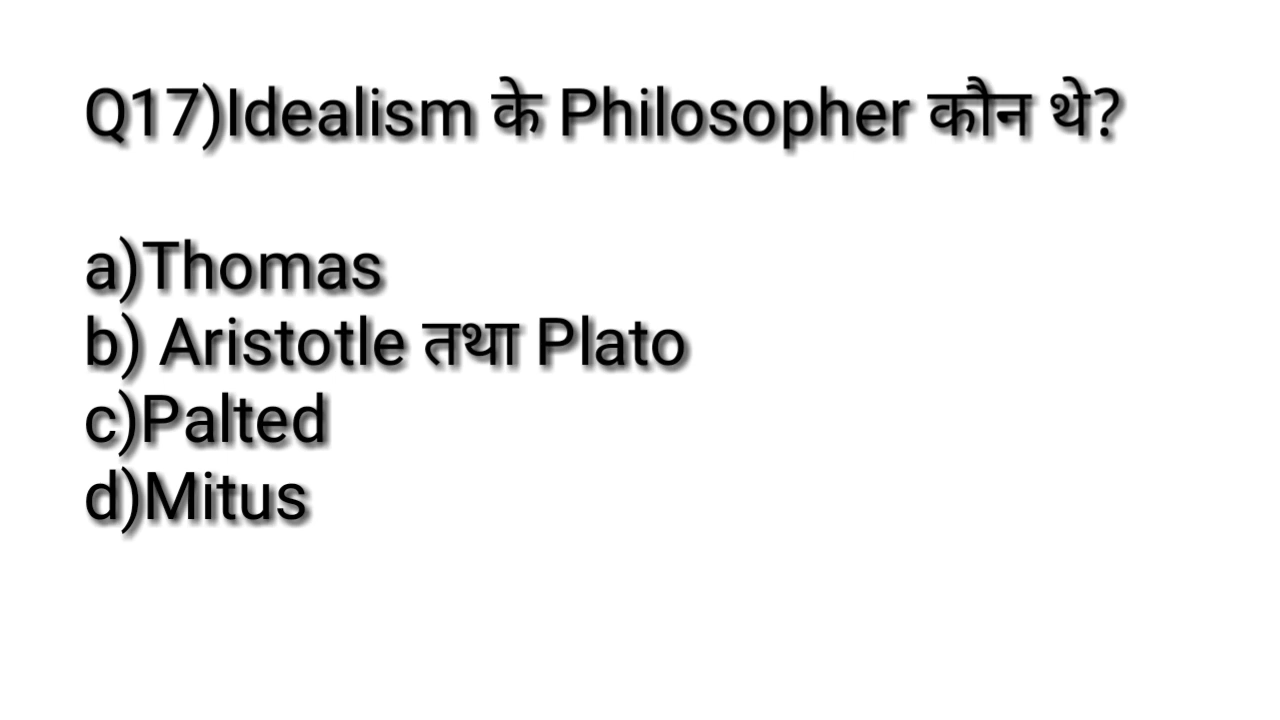 Q17)Idealism के Philosopher कौन थे?
a)Thomas
b) Aristotle तथा Plato
c)Palted
d)Mitus